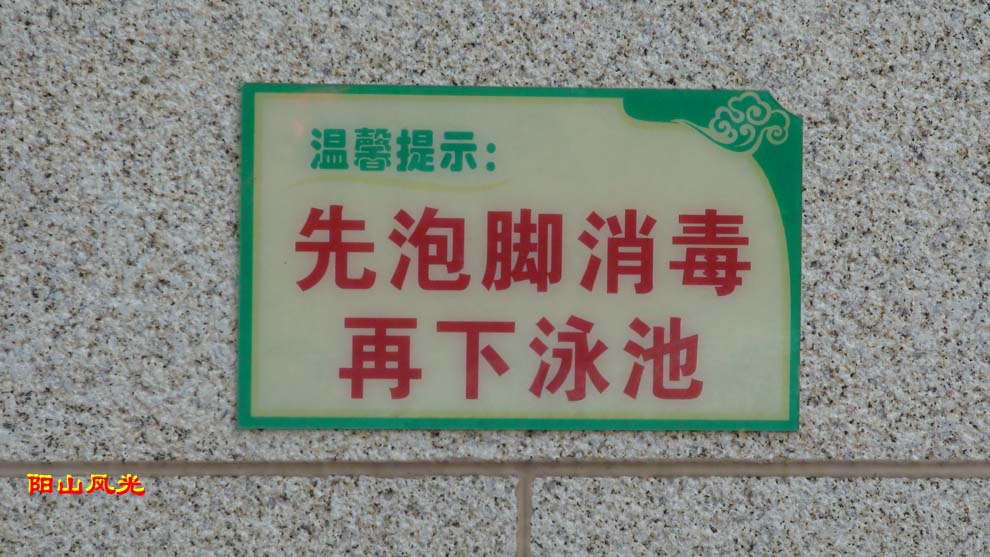 温馨提示：
先泡脚消毒
再下泳池
阳山风光